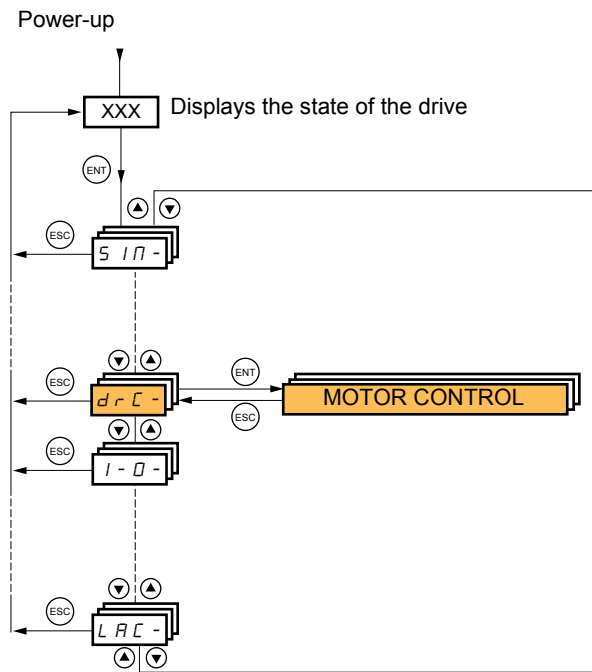 Power-up
XXX Displays the state of the drive
ENT
ESC
SIM-
ENT
ESC
drC- MOTOR CONTROL
ESC
ESC
I-O-
ESC
LAC-